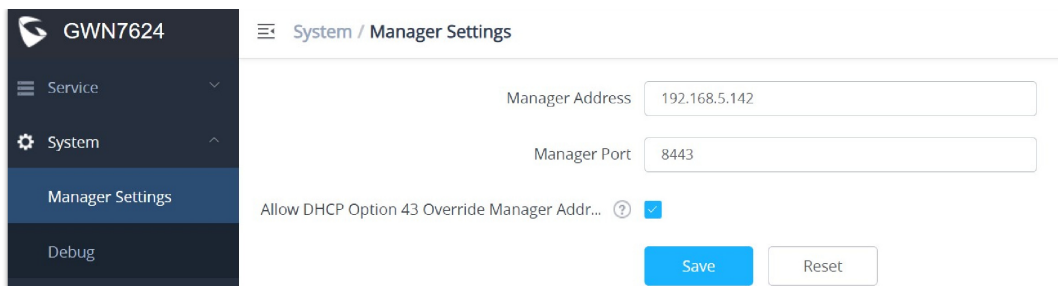 GWN7624
System / Manager Settings
Service
System
Manager Settings
Debug
Manager Address 192.168.5.142
Manager Port 8443
Allow DHCP Option 43 Override Manager Addr... ?
Save Reset